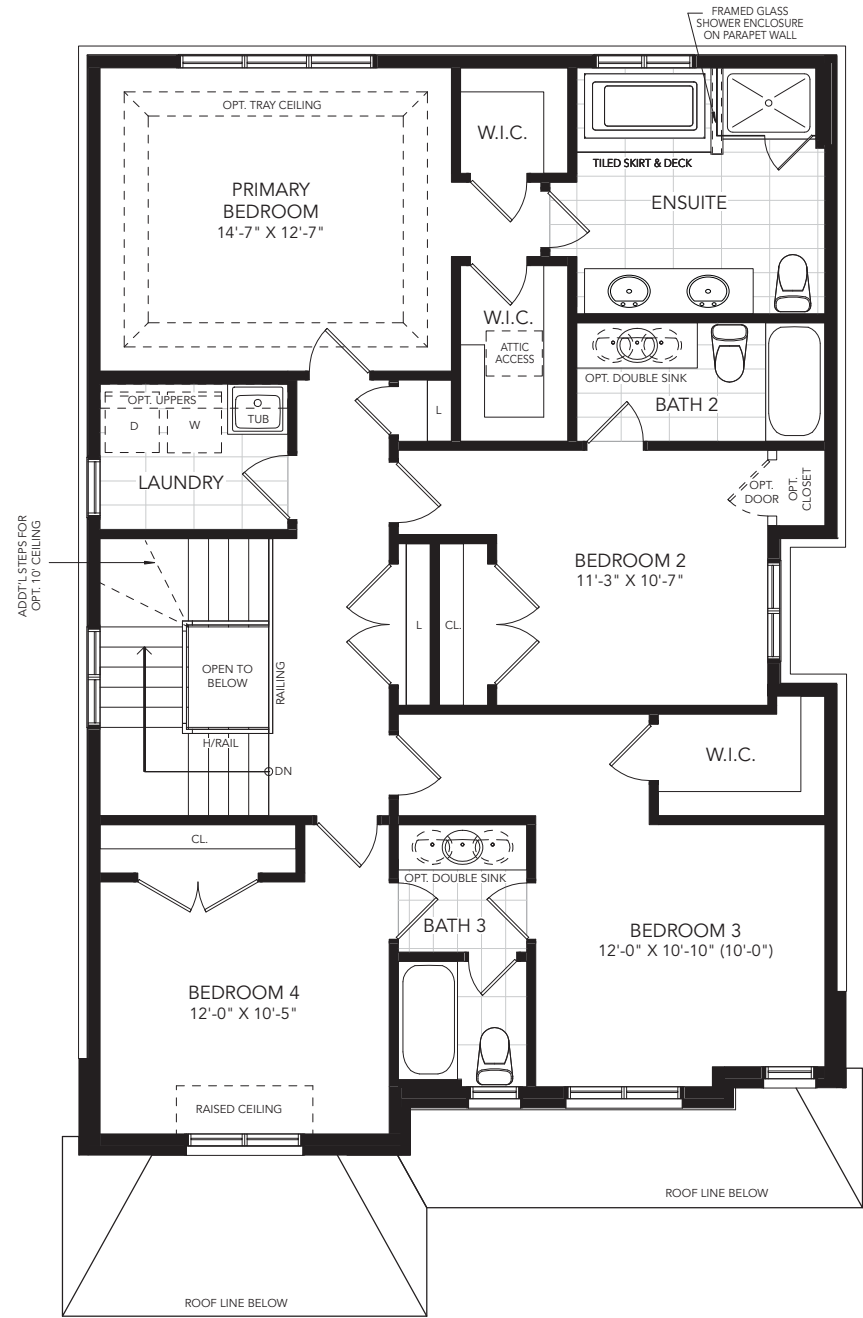 FRAMED GLASS
SHOWER ENCLOSURE
ON PARAPET WALL
OPT. TRAY CEILING
PRIMARY
BEDROOM
14'-7" X 12'-7"
W.I.C.
TILED SKIRT & DECK
ENSUITE
W.I.C.
ATTIC
ACCESS
OPT. DOUBLE SINK
BATH 2
OPT. UPPERS
D
W
TUB
L
LAUNDRY
OPT.
DOOR
OPT.
CLOSET
ADDT'L STEPS FOR
OPT. 10' CEILING
BEDROOM 2
11'-3" X 10'-7"
L
CL.
OPEN TO
BELOW
RAILING
H/RAIL
DN
W.I.C.
CL.
OPT. DOUBLE SINK
BATH 3
BEDROOM 3
12'-0" X 10'-10" (10'-0")
BEDROOM 4
12'-0" X 10'-5"
RAISED CEILING
ROOF LINE BELOW
ROOF LINE BELOW